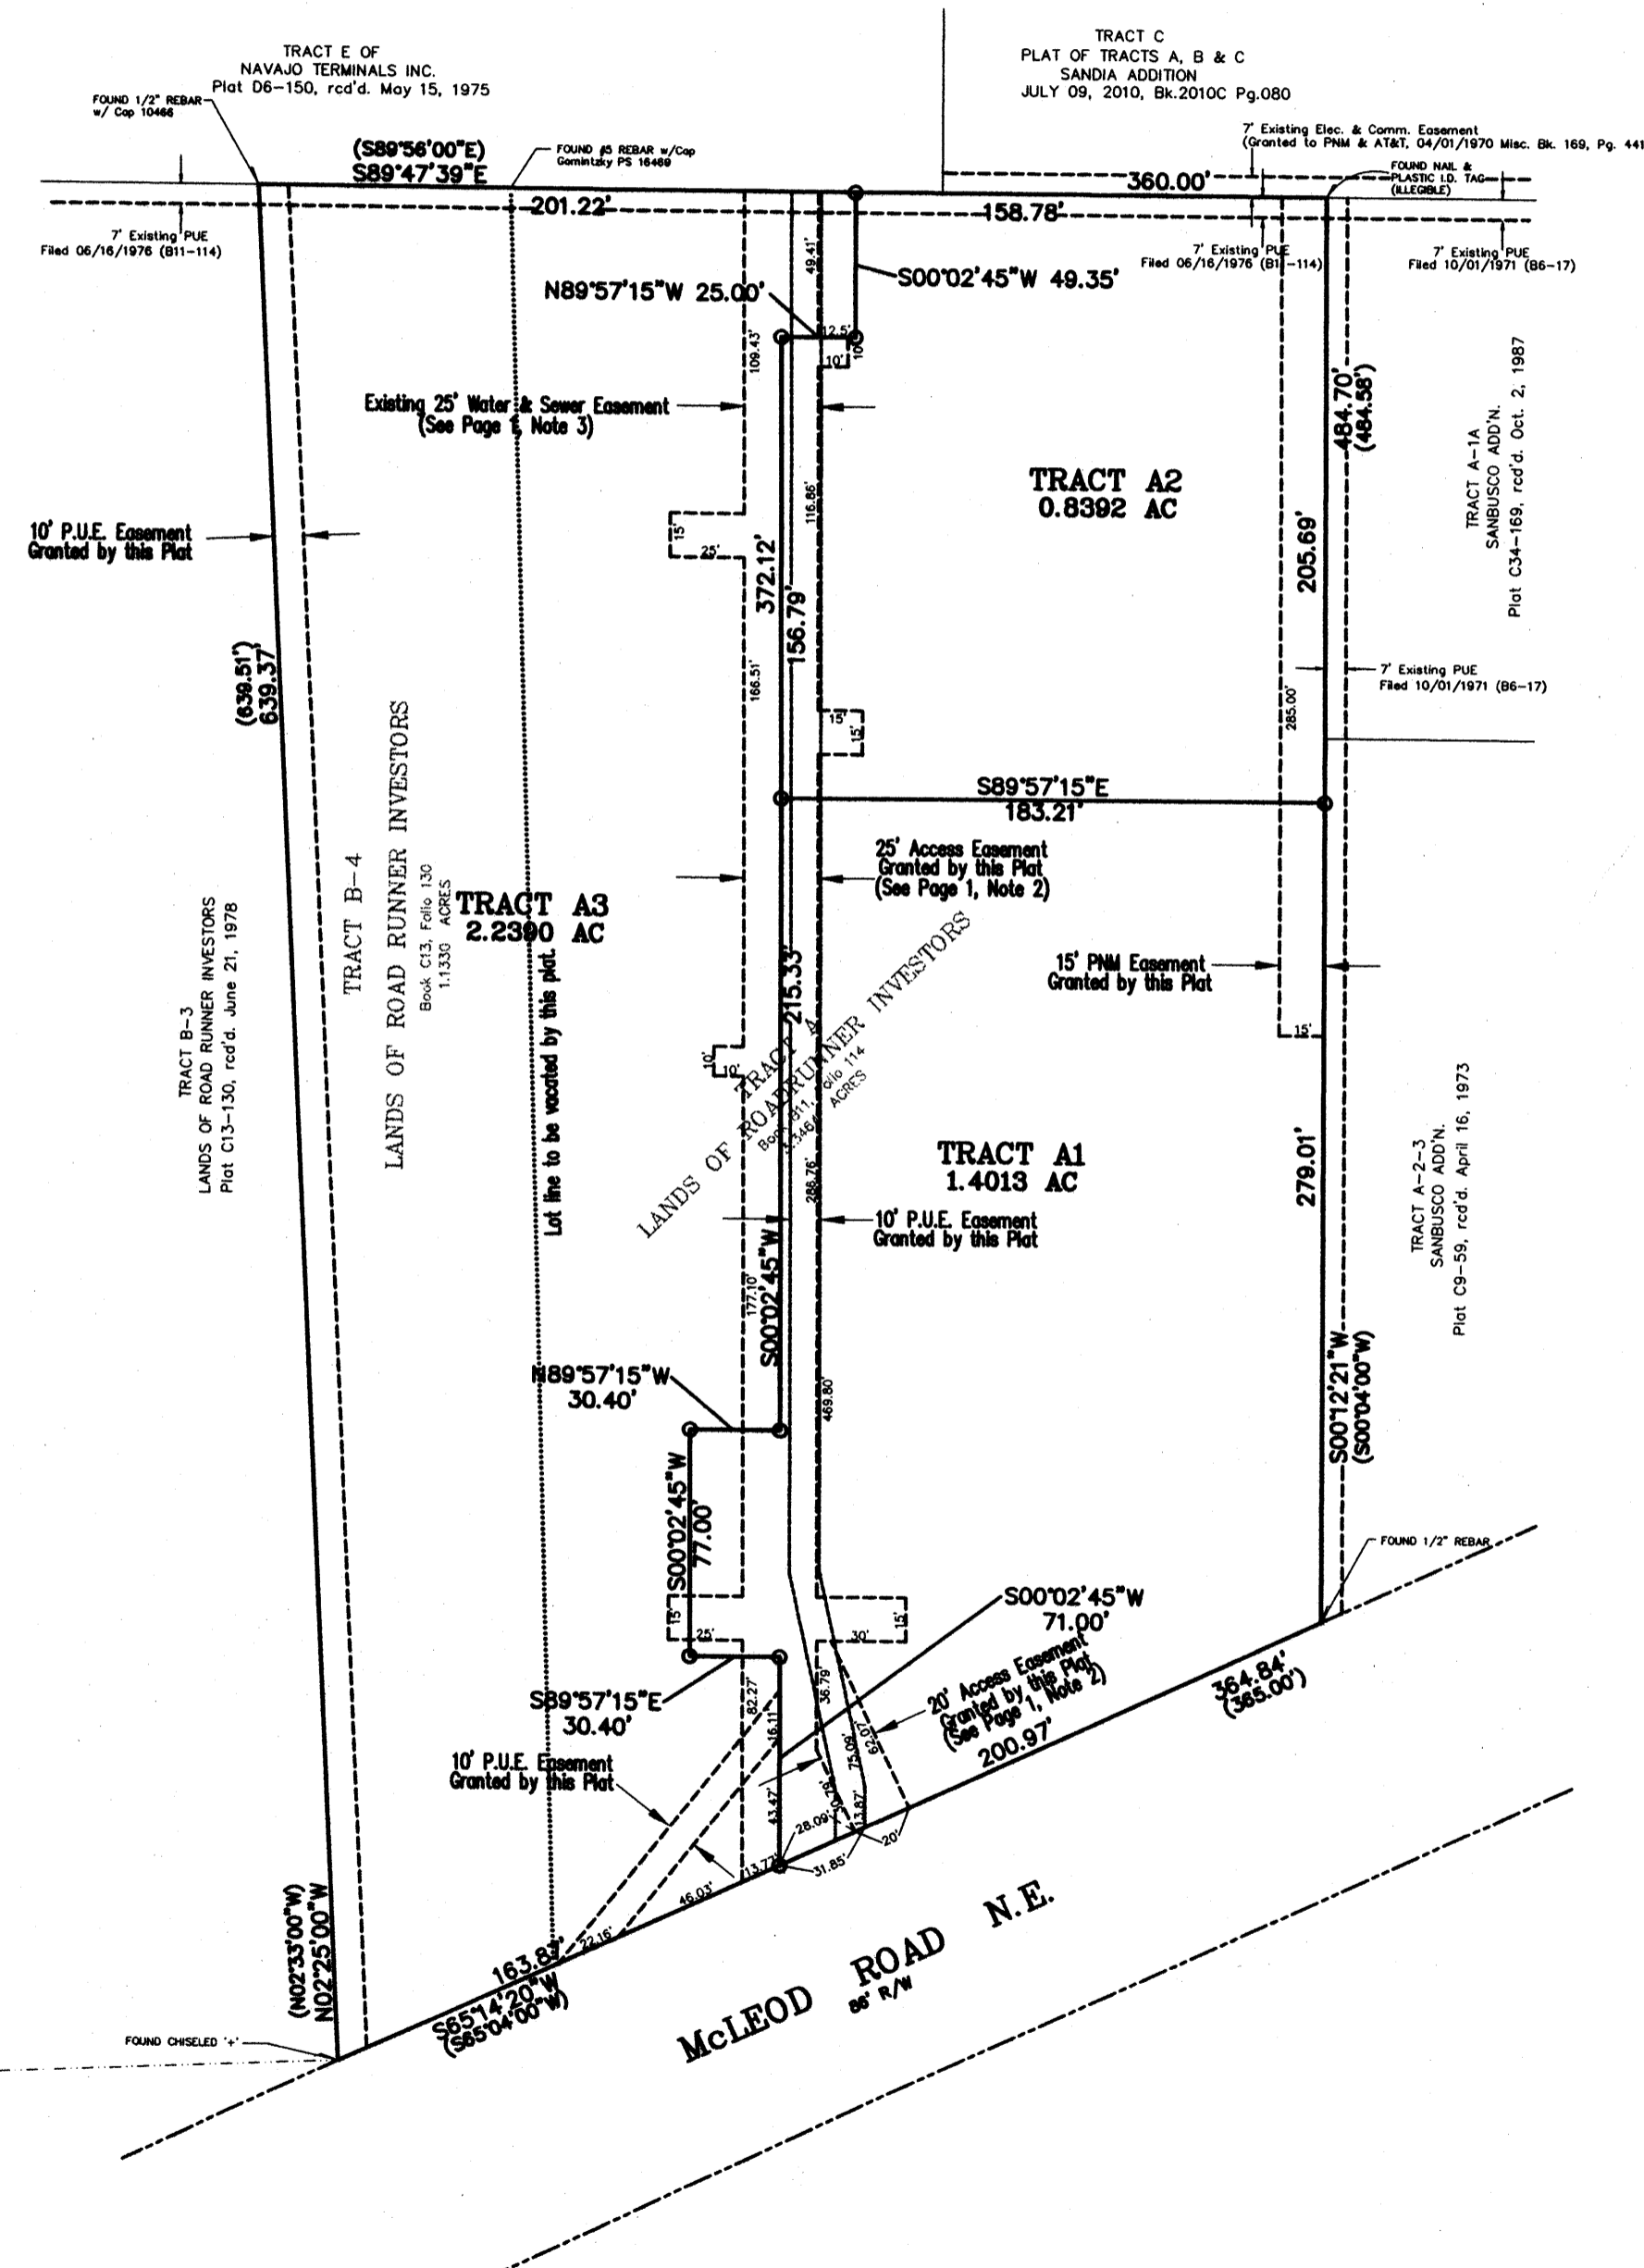 TRACT E OF
NAVAJO TERMINALS INC.
Plat D6-150, rcd'd. May 15, 1975
TRACT C
PLAT OF TRACTS A, B & C
SANDIA ADDITION
JULY 09, 2010, Bk.2010C Pg.080
FOUND 1/2" REBAR
w/ Cap 10466
(S89°56'00"E)
S89°47'39"E
FOUND #5 REBAR w/Cap
Gomintzky PS 16469
7' Existing Elec. & Comm. Easement
(Granted to PNM & AT&T, 04/01/1970 Misc. Bk. 169, Pg. 441
FOUND NAIL &
PLASTIC I.D. TAG
(ILLEGIBLE)
360.00'
201.22'
158.78'
7' Existing PUE
Filed 06/16/1976 (B11-114)
7' Existing PUE
Filed 06/16/1976 (B11-114)
7' Existing PUE
Filed 10/01/1971 (B6-17)
49.41'
S00°02'45"W 49.35'
N89°57'15"W 25.00'
12.5'
10'
10'
109.43'
Existing 25' Water & Sewer Easement
(See Page 1, Note 3)
484.70'
(484.58')
TRACT A-1A
SANBUSCO ADD'N.
Plat C34-169, rcd'd. Oct. 2, 1987
TRACT A2
0.8392 AC
116.86'
10' P.U.E. Easement
Granted by this Plat
15'
25'
372.12'
156.79'
205.69'
(639.51')
639.37'
166.51'
7' Existing PUE
Filed 10/01/1971 (B6-17)
285.00'
15'
15'
S89°57'15"E
183.21'
25' Access Easement
Granted by this Plat
(See Page 1, Note 2)
TRACT B-4
LANDS OF ROAD RUNNER INVESTORS
Book C13, Folio 130
1.1330 ACRES
TRACT A3
2.2390 AC
TRACT B-3
LANDS OF ROAD RUNNER INVESTORS
Plat C13-130, rcd'd. June 21, 1978
Lot line to be vacated by this plat.
215.33'
15' PNM Easement
Granted by this Plat
15'
10'
10'
TRACT A
LANDS OF ROADRUNNER INVESTORS
Book B11, Folio 114
ACRES
TRACT A1
1.4013 AC
279.01'
TRACT A-2-3
SANBUSCO ADD'N.
Plat C9-59, rcd'd. April 16, 1973
286.76'
10' P.U.E. Easement
Granted by this Plat
S00°02'45"W
177.10'
N89°57'15"W
30.40'
469.80'
S00°12'21"W
(S00°04'00"W)
S00°02'45"W
77.00'
FOUND 1/2" REBAR
S00°02'45"W
71.00'
15'
25'
15'
30'
20' Access Easement
Granted by this Plat
(See Page 1, Note 2)
364.84'
(365.00')
200.97'
S89°57'15"E
30.40'
82.27'
16.11'
36.79'
75.09'
62.07'
10' P.U.E. Easement
Granted by this Plat
43.47'
28.09'
13.87'
20'
13.77'
31.85'
46.03'
22.16'
163.87'
S65°14'20"W
(S65°04'00"W)
(N02°33'00"W)
N02°25'00"W
FOUND CHISELED '+'
McLEOD ROAD N.E.
86' R/W